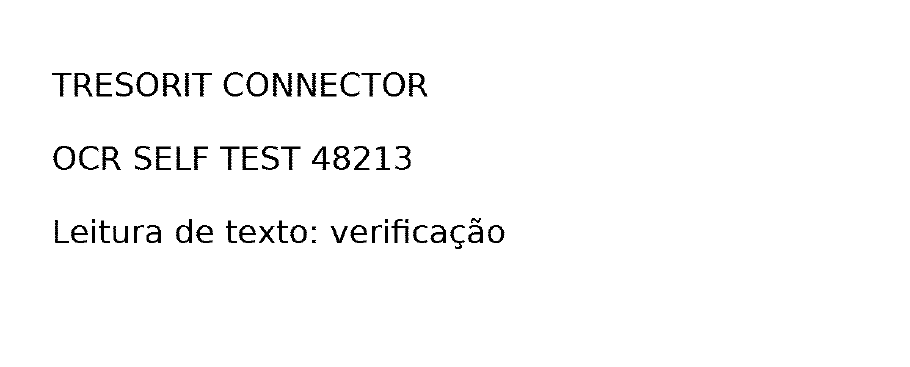 TRESORIT CONNECTOR
OCR SELF TEST 48213
Leitura de texto: verificação